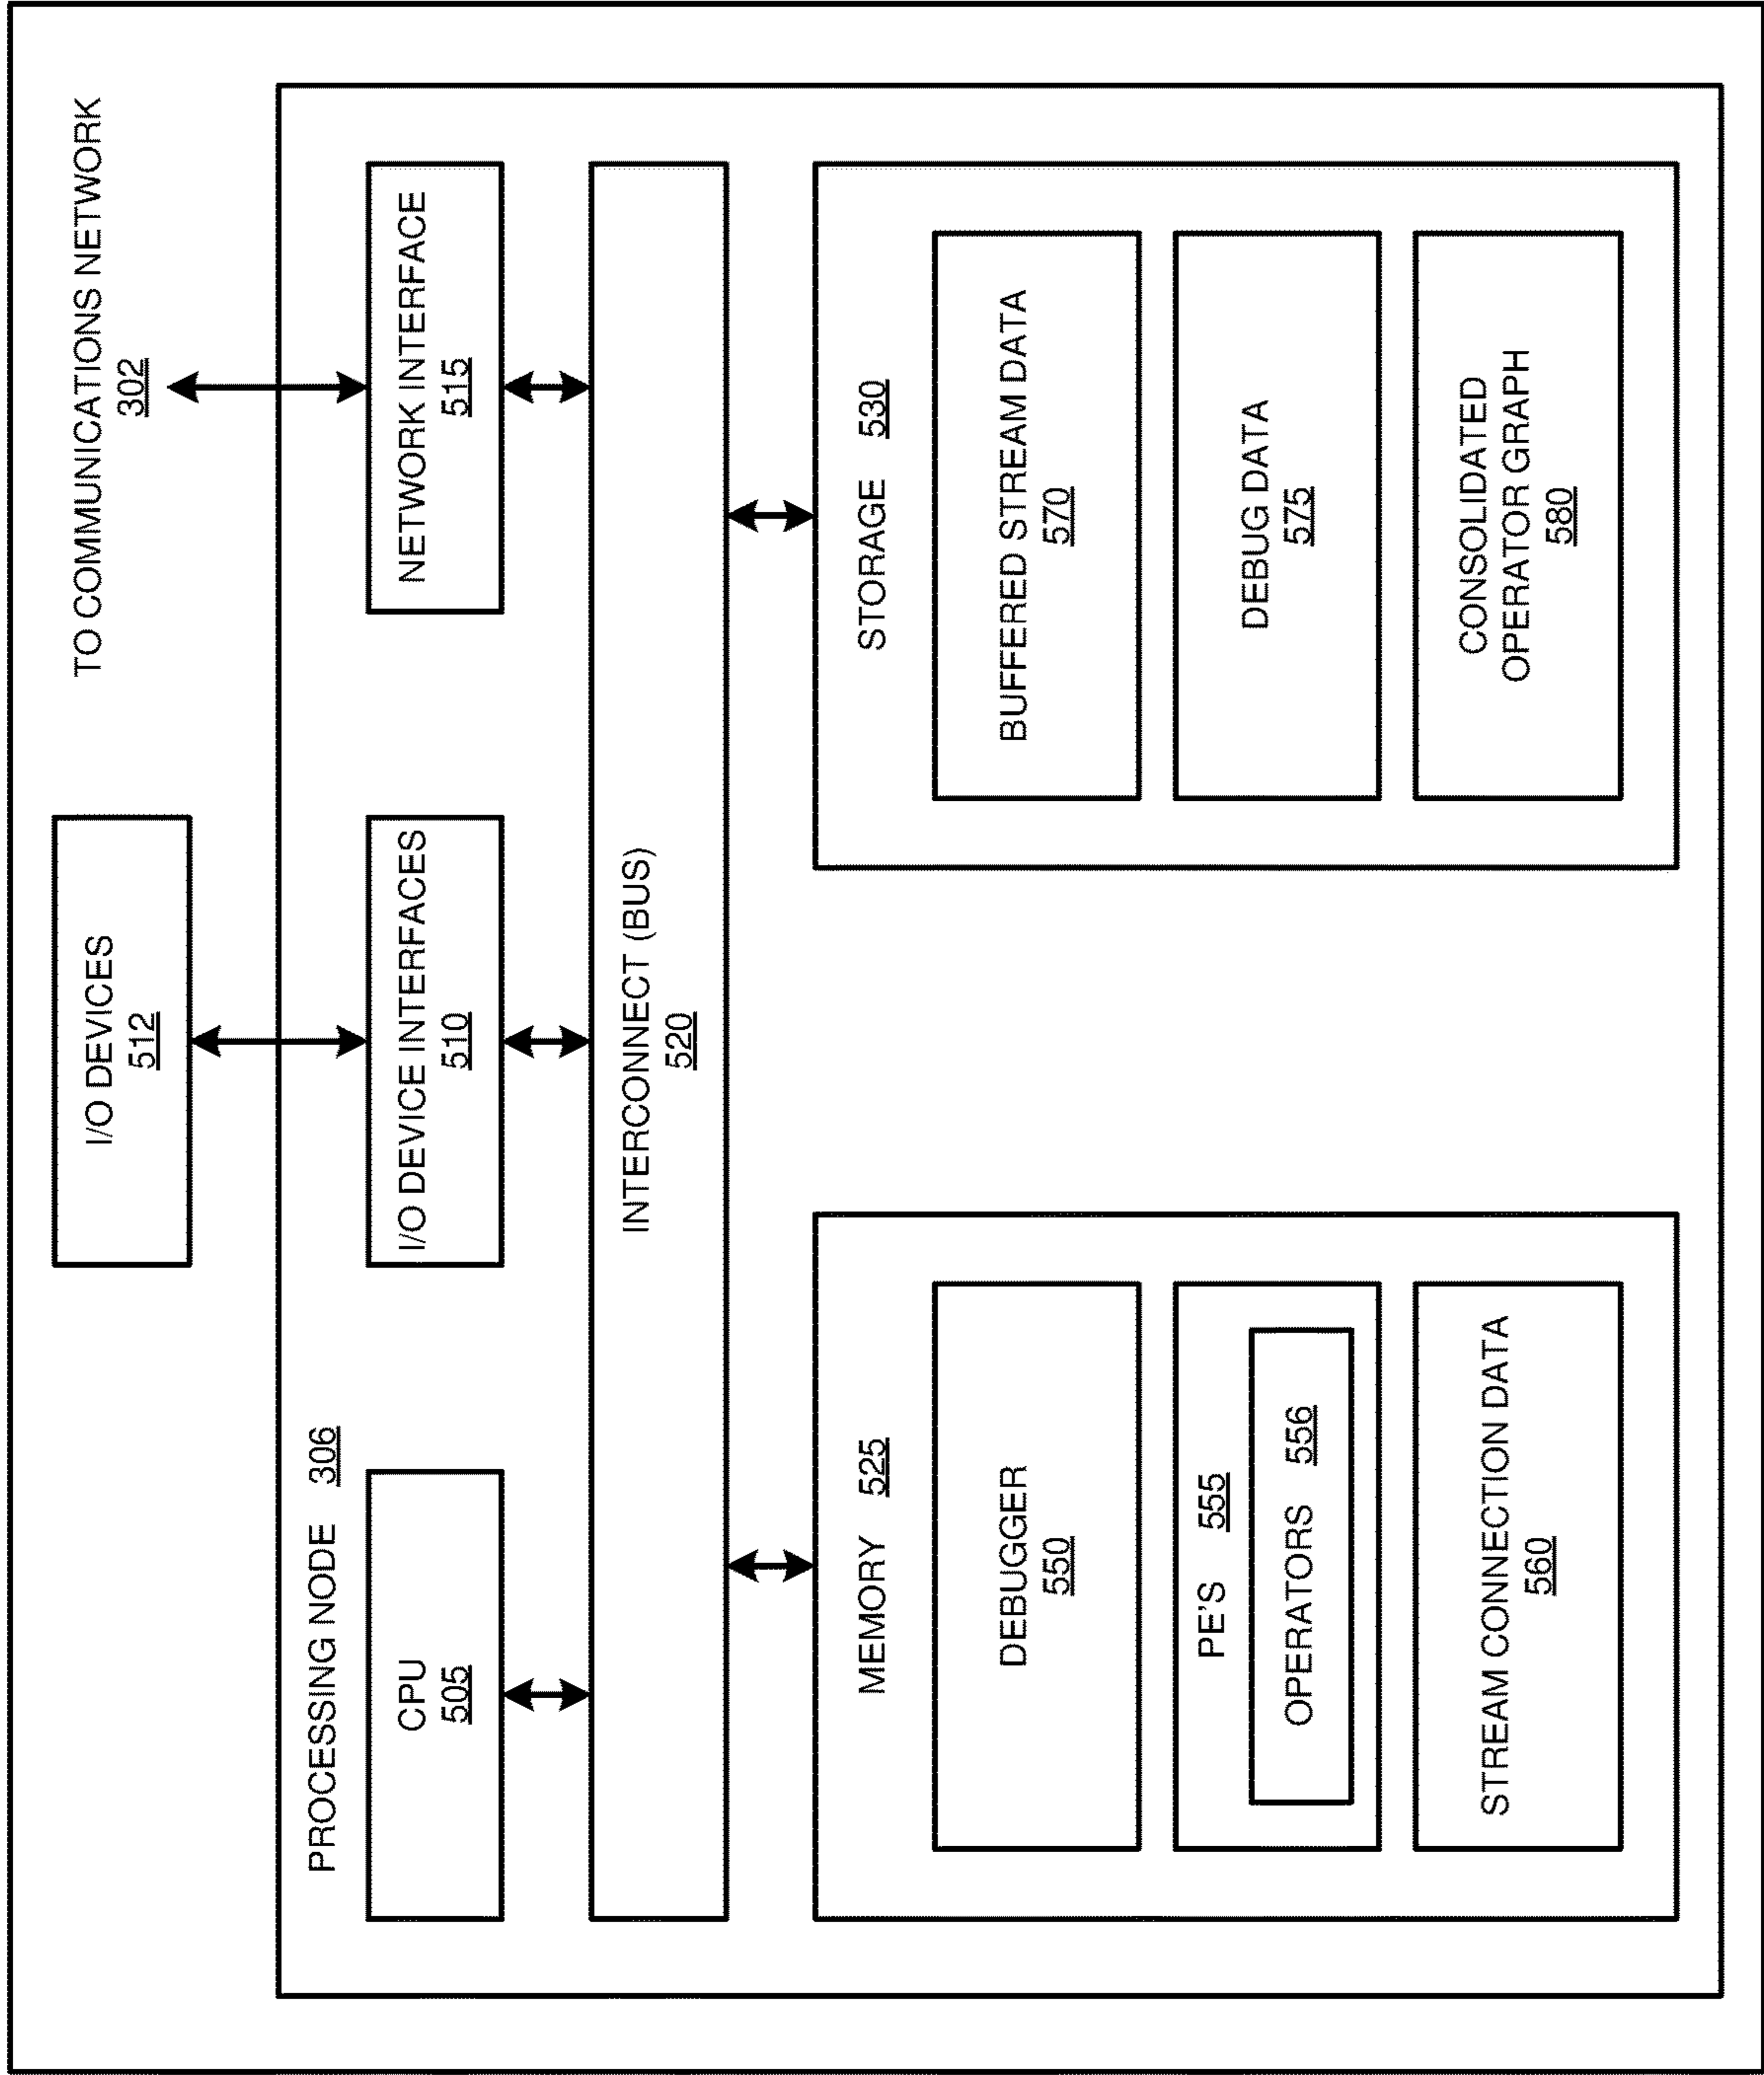 I/O DEVICES
512
TO COMMUNICATIONS NETWORK
302
PROCESSING NODE 306
CPU
505
I/O DEVICE INTERFACES
510
NETWORK INTERFACE
515
INTERCONNECT (BUS)
520
MEMORY 525
DEBUGGER
550
PE'S 555
OPERATORS 556
STREAM CONNECTION DATA
560
STORAGE 530
BUFFERED STREAM DATA
570
DEBUG DATA
575
CONSOLIDATED
OPERATOR GRAPH
580